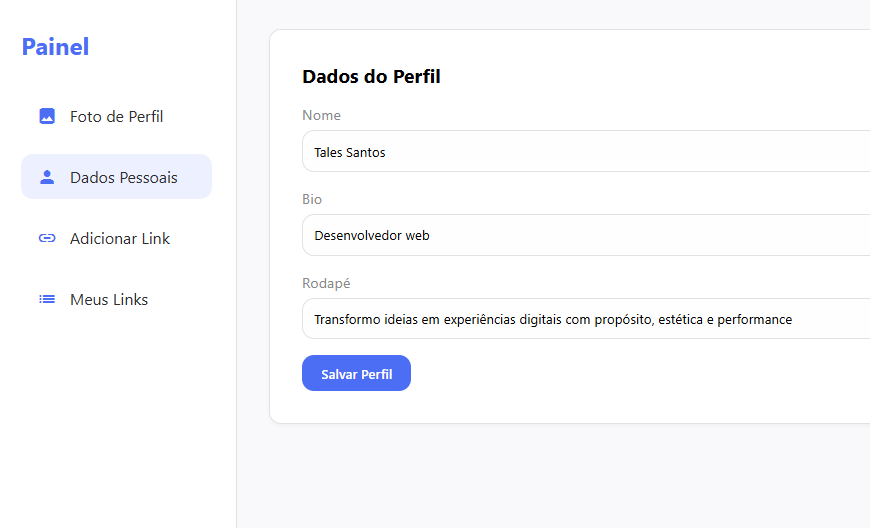 Painel
Foto de Perfil
Dados Pessoais
Adicionar Link
Meus Links
Dados do Perfil
Nome
Tales Santos
Bio
Desenvolvedor web
Rodapé
Transformo ideias em experiências digitais com propósito, estética e performance
Salvar Perfil